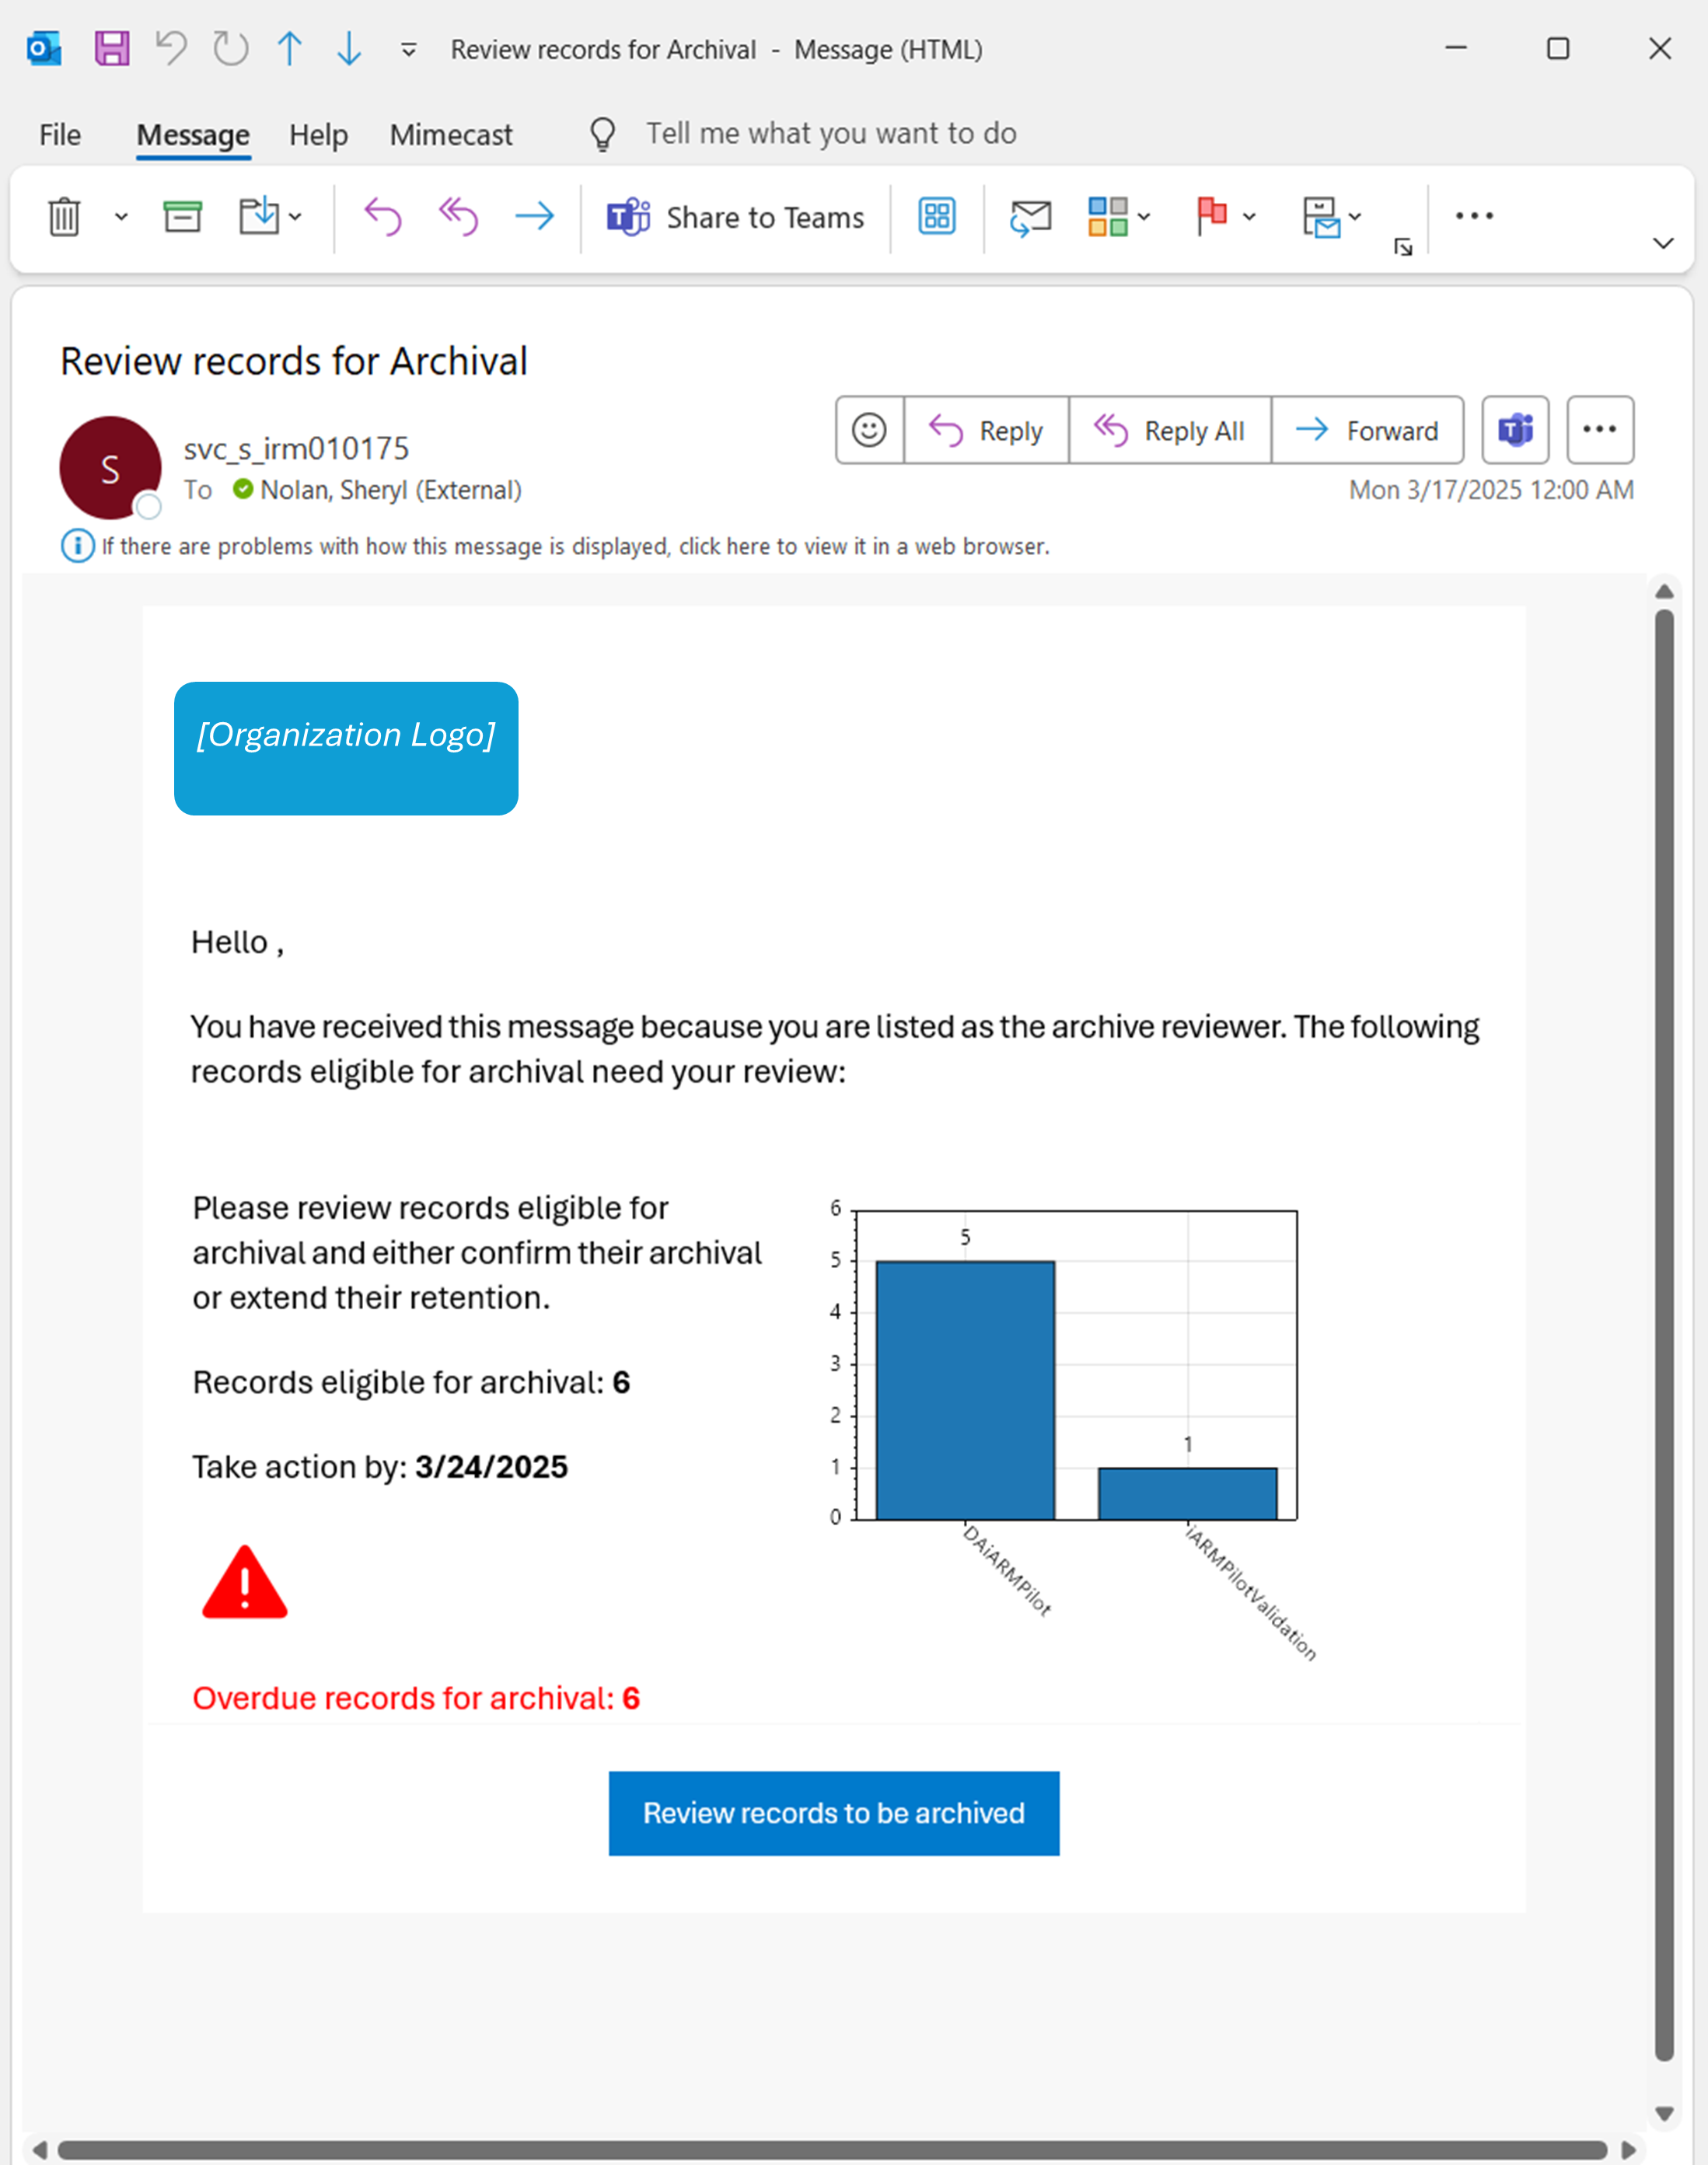 Review records for Archival - Message (HTML)
File Message Help Mimecast Tell me what you want to do
Share to Teams
Review records for Archival
S
svc_s_irm010175
Reply Reply All Forward
To Nolan, Sheryl (External)
Mon 3/17/2025 12:00 AM
If there are problems with how this message is displayed, click here to view it in a web browser.
[Organization Logo]
Hello ,
You have received this message because you are listed as the archive reviewer. The following
records eligible for archival need your review:
Please review records eligible for
archival and either confirm their archival
or extend their retention.
Records eligible for archival: 6
Take action by: 3/24/2025
Overdue records for archival: 6
6
5
4
3
2
1
0
5
1
DAiARMPilot
iARMPilotValidation
Review records to be archived